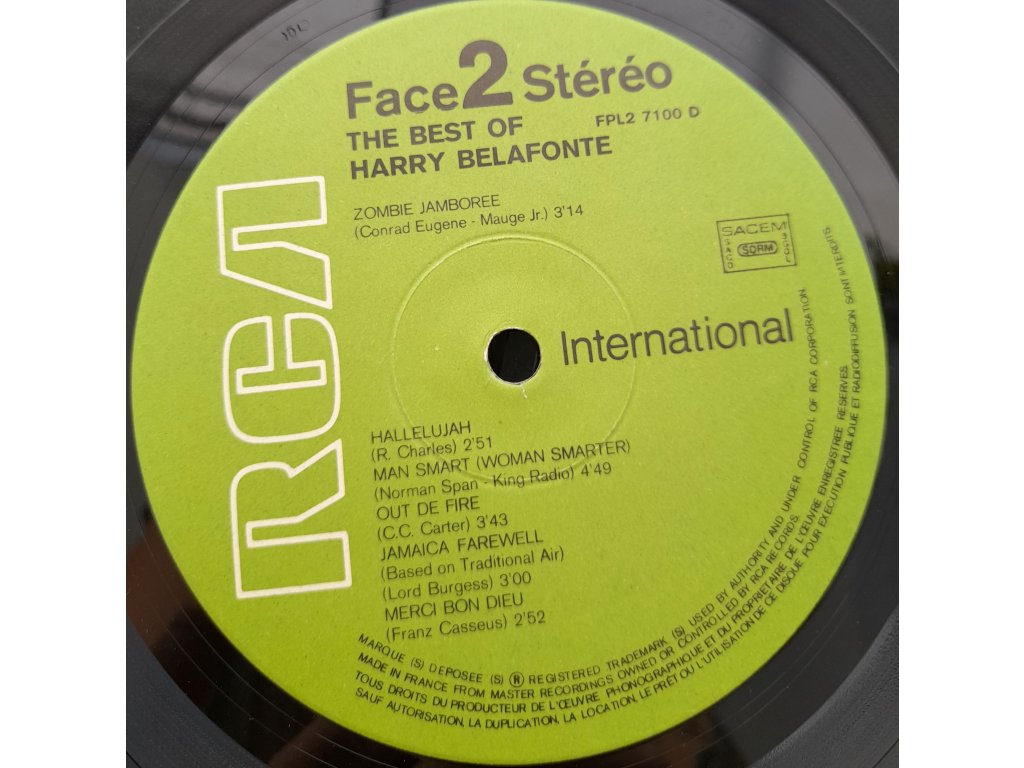 Face 2 Stéréo
THE BEST OF
HARRY BELAFONTE
FPL2 7100 D
ZOMBIE JAMBOREE
(Conrad Eugene - Mauge Jr.) 3'14
SACEM
SACD
SDRM
SGDL
RCA
International
HALLELUJAH
(R. Charles) 2'51
MAN SMART (WOMAN SMARTER)
(Norman Span - King Radio) 4'49
OUT DE FIRE
(C.C. Carter) 3'43
JAMAICA FAREWELL
(Based on Traditional Air)
(Lord Burgess) 3'00
MERCI BON DIEU
(Franz Casseus) 2'52
MARQUE (S) DEPOSEE (S) ® REGISTERED TRADEMARK (S) USED BY AUTHORITY AND UNDER CONTROL OF RCA CORPORATION.
MADE IN FRANCE FROM MASTER RECORDINGS OWNED OR CONTROLLED BY RCA RECORDS.
TOUS DROITS DU PRODUCTEUR DE L'ŒUVRE PHONOGRAPHIQUE ET DU PROPRIETAIRE DE L'ŒUVRE ENREGISTREE RESERVES.
SAUF AUTORISATION, LA DUPLICATION, LA LOCATION, LE PRÊT OU L'UTILISATION DE CE DISQUE POUR EXECUTION PUBLIQUE ET RADIODIFFUSION SONT INTERDITS.